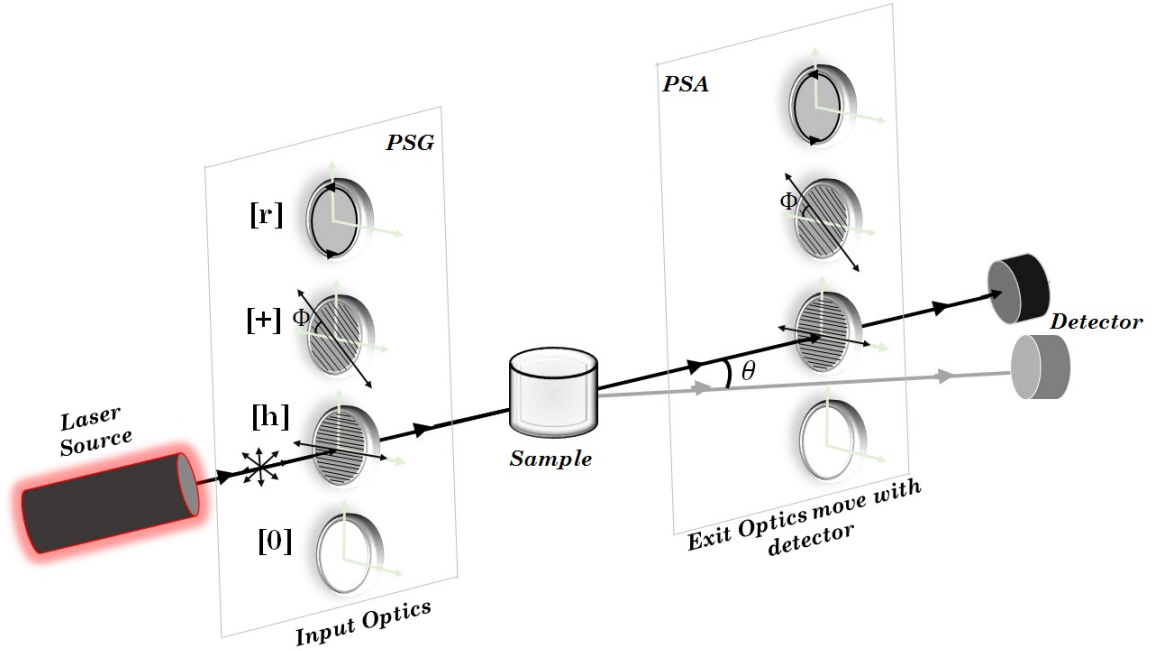 PSA
PSG
[r]
Φ
[+]
Φ
Detector
θ
[h]
Laser
Source
Sample
[0]
Exit Optics move with
detector
Input Optics